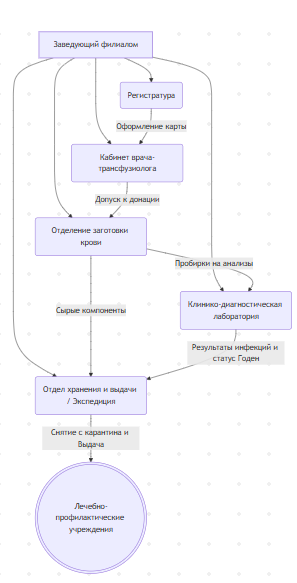 Заведующий филиалом
Регистратура
Оформление карты
Кабинет врача-
трансфузиолога
Допуск к донации
Отделение заготовки
крови
Пробирки на анализы
Сырые компоненты
Клинико-диагностическая
лаборатория
Результаты инфекций и
статус Годен
Отдел хранения и выдачи
/ Экспедиция
Снятие с карантина и
Выдача
Лечебно-
профилактические
учреждения